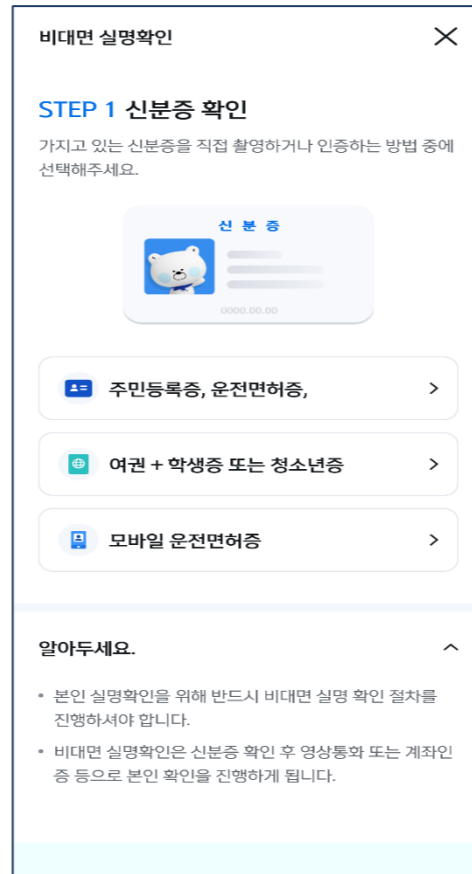 비대면 실명확인
STEP 1 신분증 확인
가지고 있는 신분증을 직접 촬영하거나 인증하는 방법 중에
선택해주세요.
신 분 증
0000.00.00
주민등록증, 운전면허증,
여권 + 학생증 또는 청소년증
모바일 운전면허증
알아두세요.
• 본인 실명확인을 위해 반드시 비대면 실명 확인 절차를
진행하셔야 합니다.
• 비대면 실명확인은 신분증 확인 후 영상통화 또는 계좌인
증 등으로 본인 확인을 진행하게 됩니다.